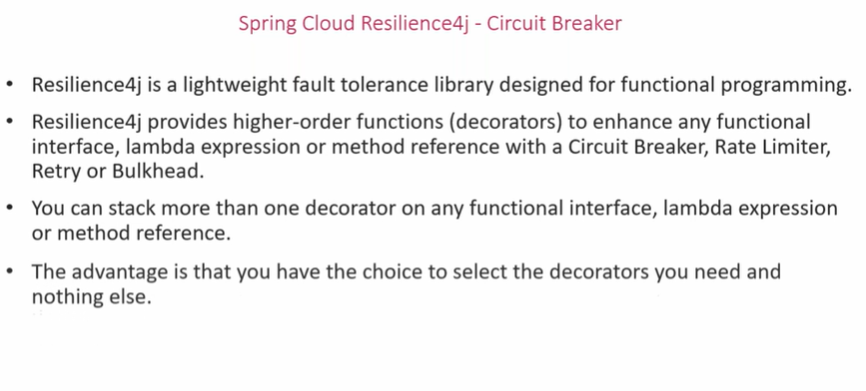 Spring Cloud Resilience4j - Circuit Breaker
• Resilience4j is a lightweight fault tolerance library designed for functional programming.
• Resilience4j provides higher-order functions (decorators) to enhance any functional
interface, lambda expression or method reference with a Circuit Breaker, Rate Limiter,
Retry or Bulkhead.
• You can stack more than one decorator on any functional interface, lambda expression
or method reference.
• The advantage is that you have the choice to select the decorators you need and
nothing else.